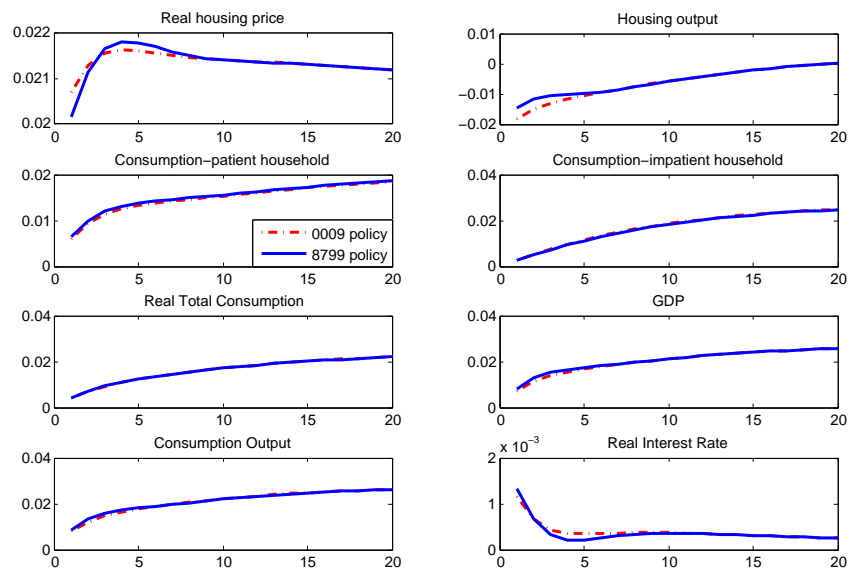 Real housing price
0.022
0.021
0.02
0 5 10 15 20
Housing output
0.01
0
−0.01
−0.02
0 5 10 15 20
Consumption−patient household
0.02
0.01
0
0 5 10 15 20
0009 policy
8799 policy
Consumption−impatient household
0.04
0.02
0
0 5 10 15 20
Real Total Consumption
0.04
0.02
0
0 5 10 15 20
GDP
0.04
0.02
0
0 5 10 15 20
Consumption Output
0.04
0.02
0
0 5 10 15 20
Real Interest Rate
x 10⁻³
2
1
0
0 5 10 15 20